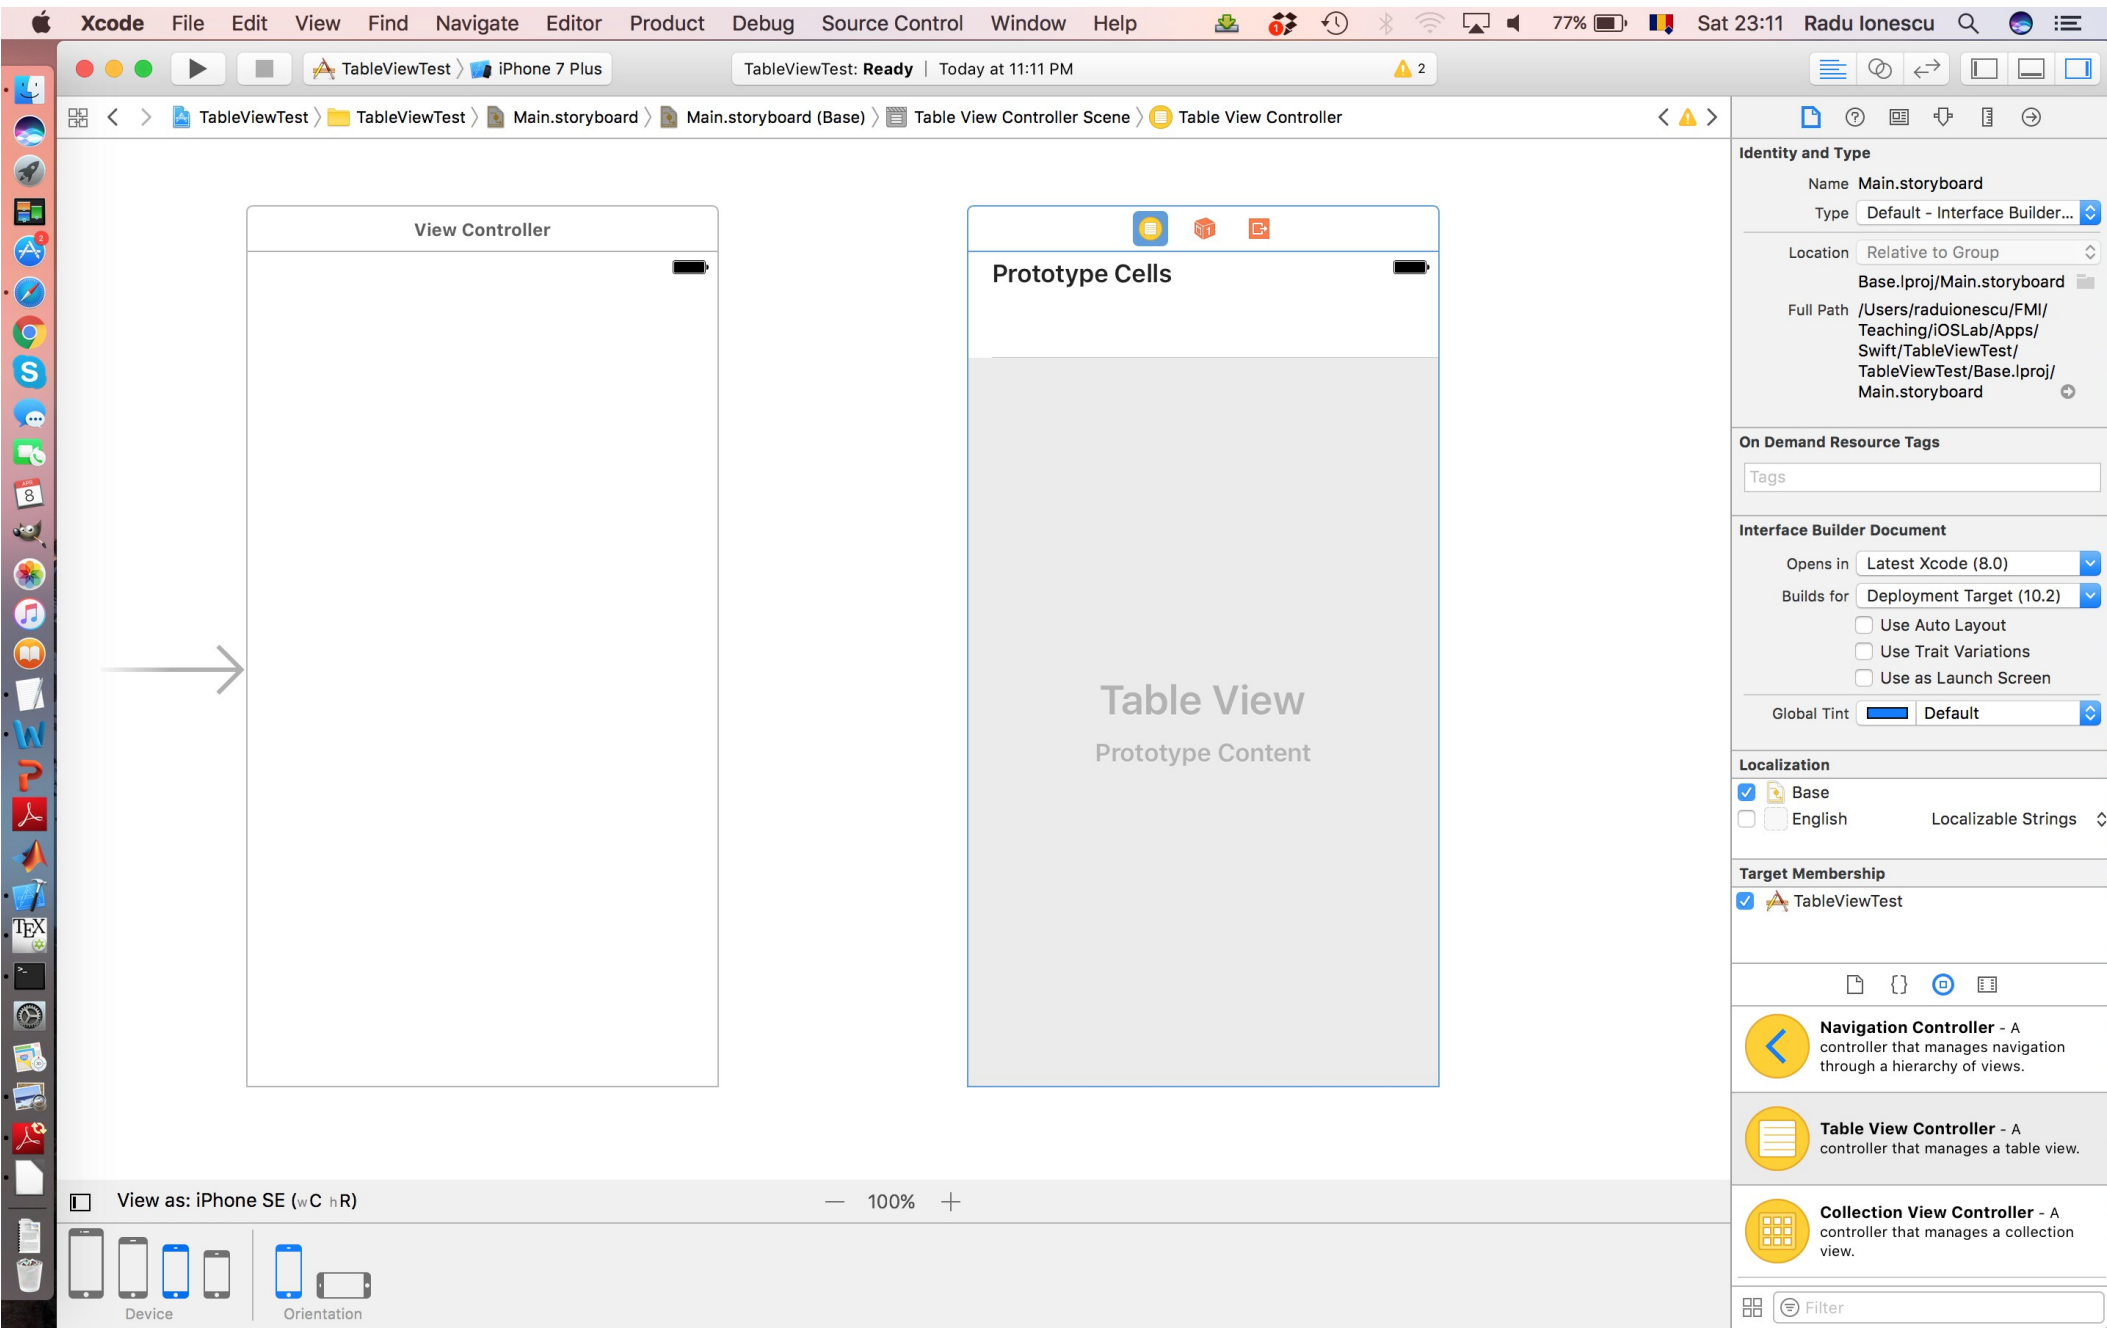 Xcode File Edit View Find Navigate Editor Product Debug Source Control Window Help 1 77% Sat 23:11 Radu Ionescu
TableViewTest iPhone 7 Plus
TableViewTest: Ready | Today at 11:11 PM 2
TableViewTest TableViewTest Main.storyboard Main.storyboard (Base) Table View Controller Scene Table View Controller
View Controller
Prototype Cells
Table View
Prototype Content
View as: iPhone SE (wC hR)
100%
Device
Orientation
Identity and Type
Name Main.storyboard
Type Default - Interface Builder...
Location Relative to Group
Base.lproj/Main.storyboard
Full Path /Users/raduionescu/FMI/
Teaching/iOSLab/Apps/
Swift/TableViewTest/
TableViewTest/Base.lproj/
Main.storyboard
On Demand Resource Tags
Tags
Interface Builder Document
Opens in Latest Xcode (8.0)
Builds for Deployment Target (10.2)
Use Auto Layout
Use Trait Variations
Use as Launch Screen
Global Tint Default
Localization
Base
English Localizable Strings
Target Membership
TableViewTest
Navigation Controller - A
controller that manages navigation
through a hierarchy of views.
Table View Controller - A
controller that manages a table view.
Collection View Controller - A
controller that manages a collection
view.
Filter
2
S
APR
8
W
P
TEX